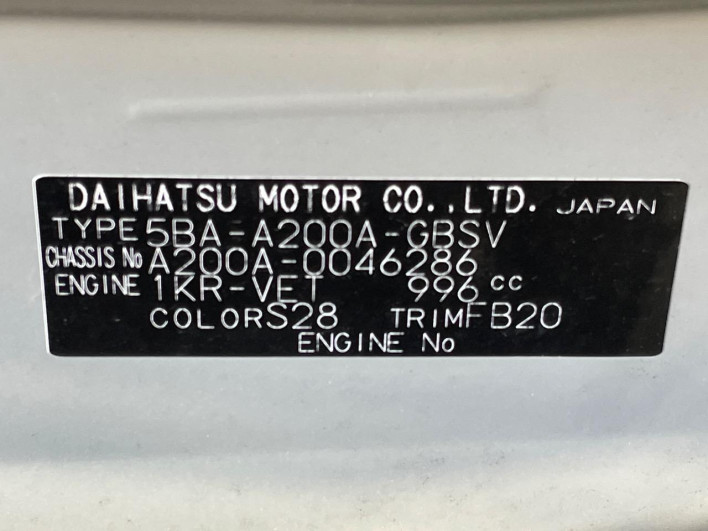 DAIHATSU MOTOR CO.,LTD. JAPAN
TYPE 5BA-A200A-GBSV
CHASSIS No A200A-0046286
ENGINE 1KR-VET 996 cc
COLOR S28 TRIM FB20
ENGINE No